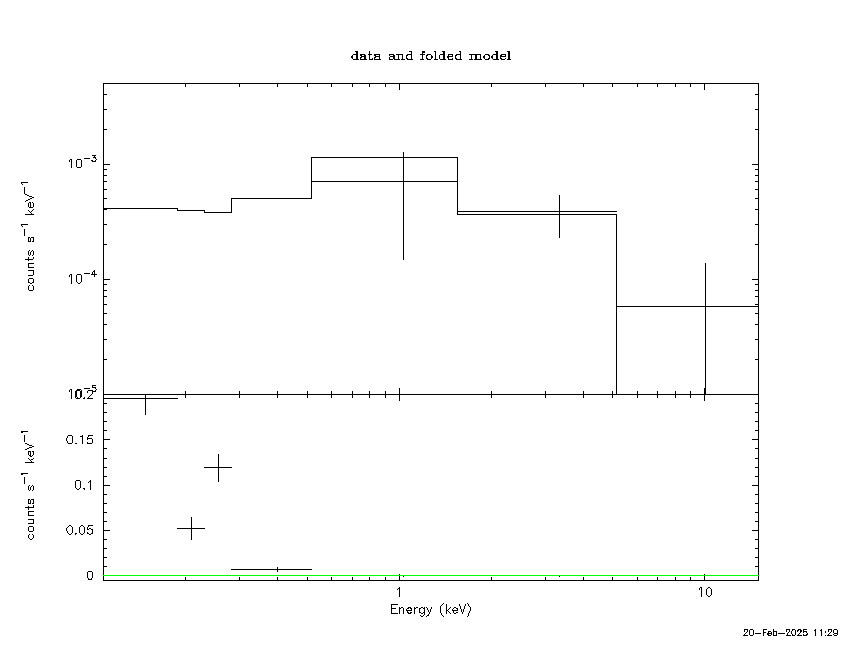 data and folded model
counts s−1 keV−1
10−3
10−4
10−5
counts s−1 keV−1
0.2
0.15
0.1
0.05
0
1 10
Energy (keV)
20-Feb-2025 11:29